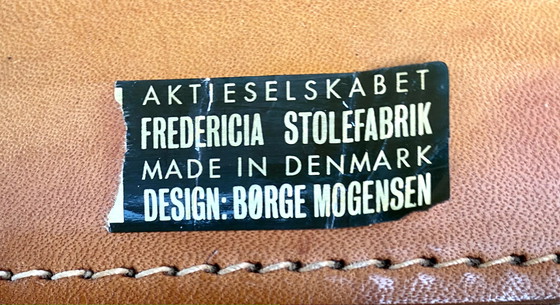 AKTIESELSKABET
FREDERICIA STOLEFABRIK
MADE IN DENMARK
DESIGN: BØRGE MOGENSEN